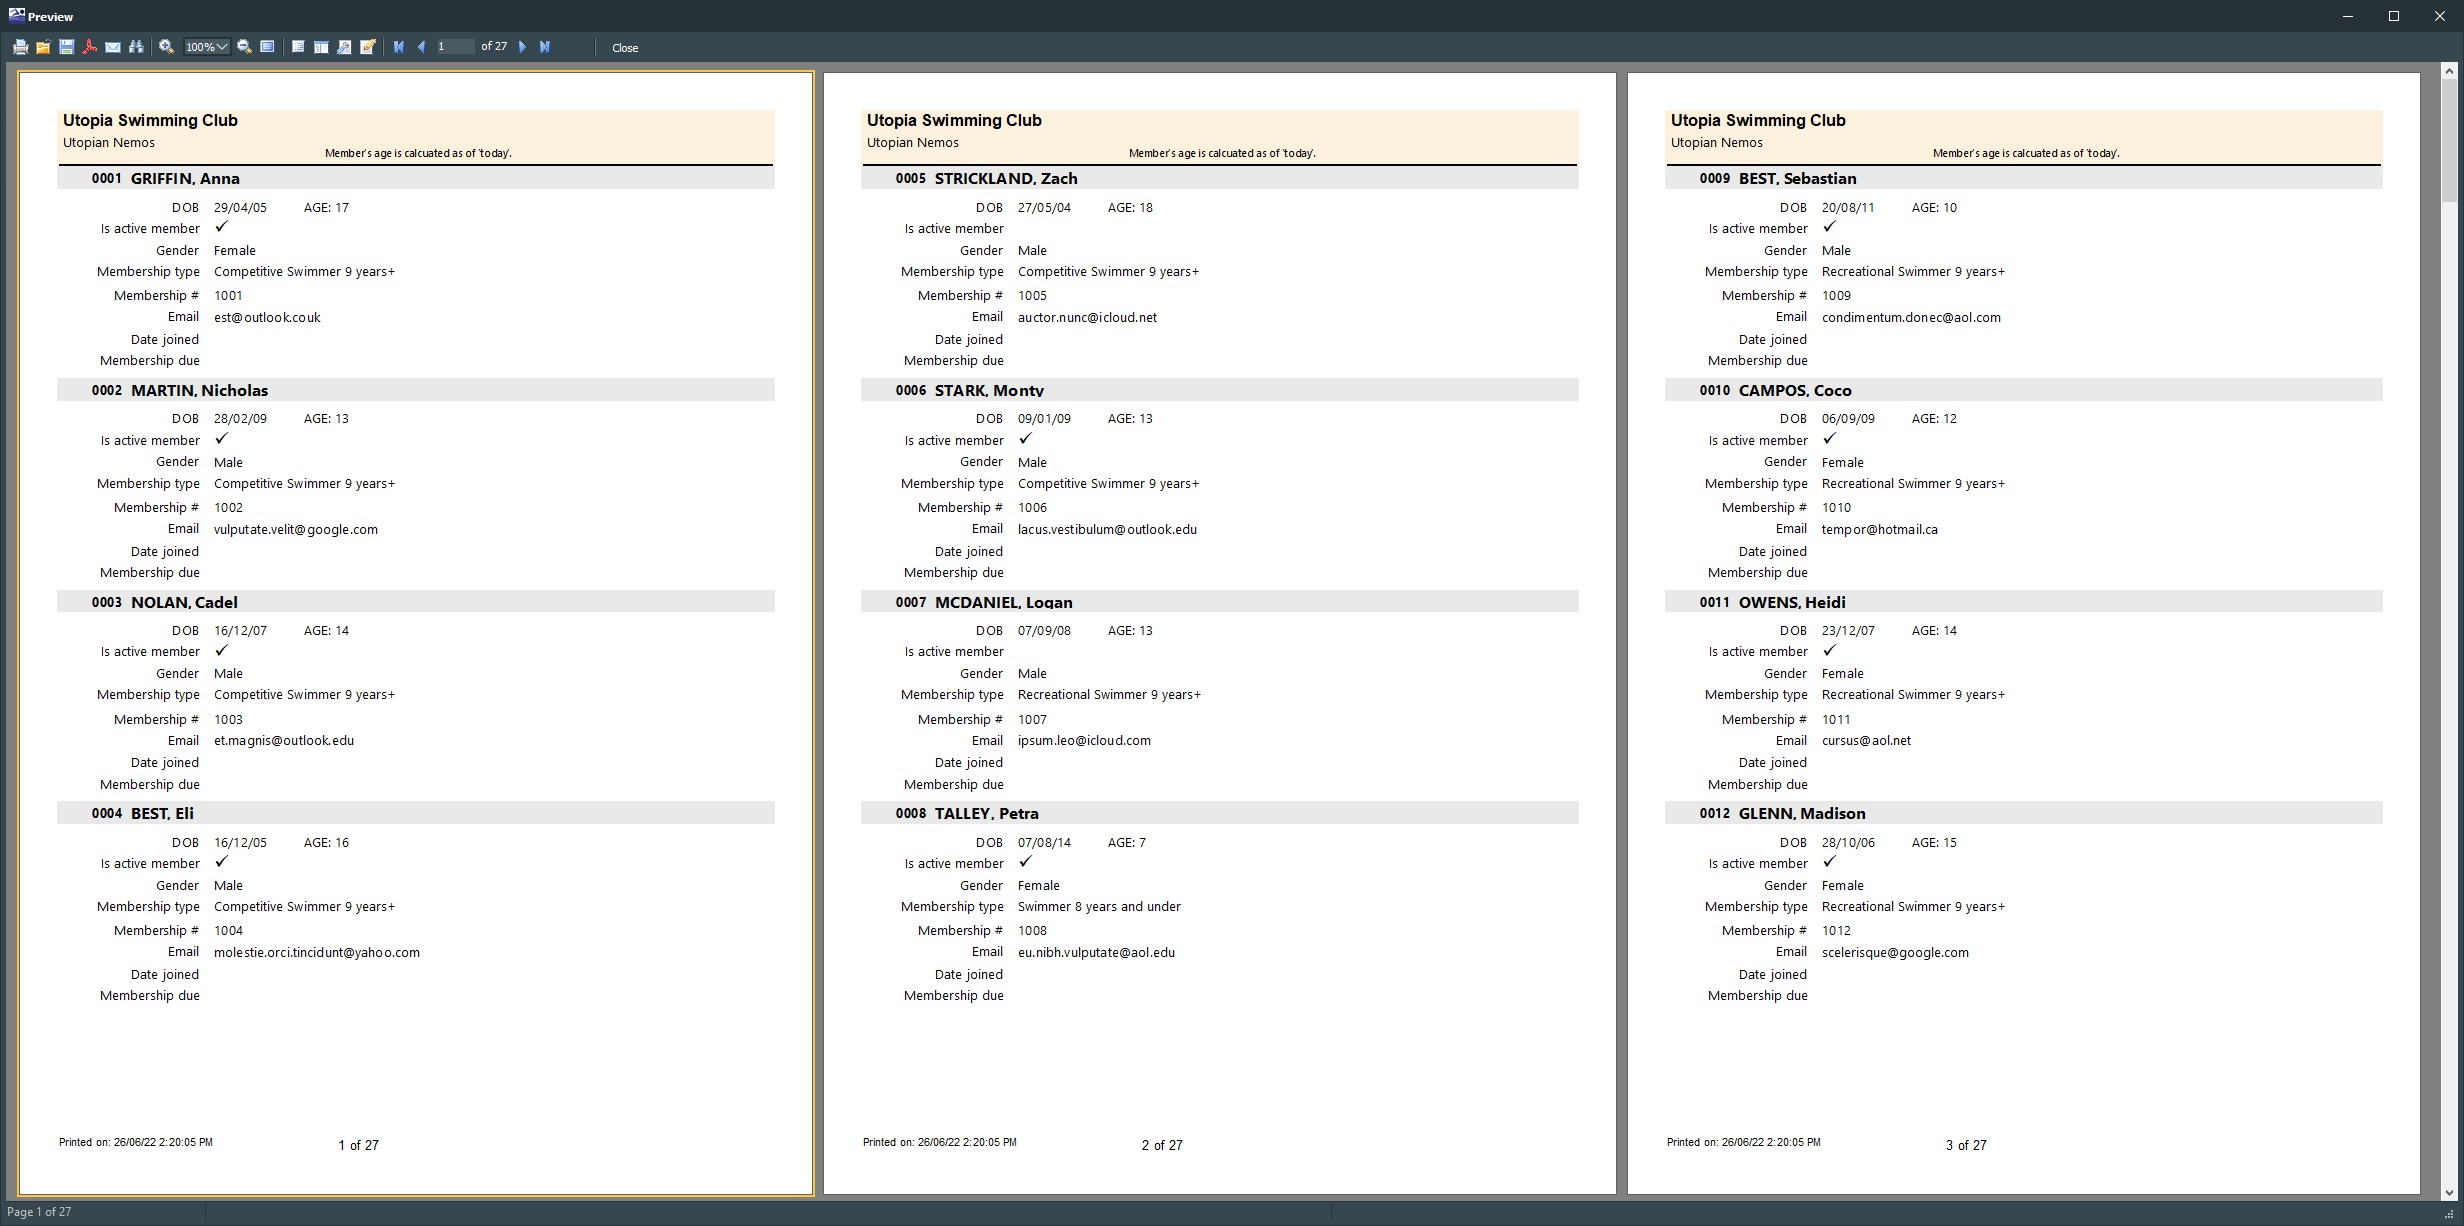 Preview
100%
1 of 27
Close
Utopia Swimming Club
Utopian Nemos
Member's age is calcuated as of 'today'.
0001 GRIFFIN, Anna
DOB 29/04/05 AGE: 17
Is active member ✓
Gender Female
Membership type Competitive Swimmer 9 years+
Membership # 1001
Email est@outlook.couk
Date joined
Membership due
0002 MARTIN, Nicholas
DOB 28/02/09 AGE: 13
Is active member ✓
Gender Male
Membership type Competitive Swimmer 9 years+
Membership # 1002
Email vulputate.velit@google.com
Date joined
Membership due
0003 NOLAN, Cadel
DOB 16/12/07 AGE: 14
Is active member ✓
Gender Male
Membership type Competitive Swimmer 9 years+
Membership # 1003
Email et.magnis@outlook.edu
Date joined
Membership due
0004 BEST, Eli
DOB 16/12/05 AGE: 16
Is active member ✓
Gender Male
Membership type Competitive Swimmer 9 years+
Membership # 1004
Email molestie.orci.tincidunt@yahoo.com
Date joined
Membership due
Printed on: 26/06/22 2:20:05 PM 1 of 27
Utopia Swimming Club
Utopian Nemos
Member's age is calcuated as of 'today'.
0005 STRICKLAND, Zach
DOB 27/05/04 AGE: 18
Is active member
Gender Male
Membership type Competitive Swimmer 9 years+
Membership # 1005
Email auctor.nunc@icloud.net
Date joined
Membership due
0006 STARK, Monty
DOB 09/01/09 AGE: 13
Is active member ✓
Gender Male
Membership type Competitive Swimmer 9 years+
Membership # 1006
Email lacus.vestibulum@outlook.edu
Date joined
Membership due
0007 MCDANIEL, Logan
DOB 07/09/08 AGE: 13
Is active member
Gender Male
Membership type Recreational Swimmer 9 years+
Membership # 1007
Email ipsum.leo@icloud.com
Date joined
Membership due
0008 TALLEY, Petra
DOB 07/08/14 AGE: 7
Is active member ✓
Gender Female
Membership type Swimmer 8 years and under
Membership # 1008
Email eu.nibh.vulputate@aol.edu
Date joined
Membership due
Printed on: 26/06/22 2:20:05 PM 2 of 27
Utopia Swimming Club
Utopian Nemos
Member's age is calcuated as of 'today'.
0009 BEST, Sebastian
DOB 20/08/11 AGE: 10
Is active member ✓
Gender Male
Membership type Recreational Swimmer 9 years+
Membership # 1009
Email condimentum.donec@aol.com
Date joined
Membership due
0010 CAMPOS, Coco
DOB 06/09/09 AGE: 12
Is active member ✓
Gender Female
Membership type Recreational Swimmer 9 years+
Membership # 1010
Email tempor@hotmail.ca
Date joined
Membership due
0011 OWENS, Heidi
DOB 23/12/07 AGE: 14
Is active member ✓
Gender Female
Membership type Recreational Swimmer 9 years+
Membership # 1011
Email cursus@aol.net
Date joined
Membership due
0012 GLENN, Madison
DOB 28/10/06 AGE: 15
Is active member ✓
Gender Female
Membership type Recreational Swimmer 9 years+
Membership # 1012
Email scelerisque@google.com
Date joined
Membership due
Printed on: 26/06/22 2:20:05 PM 3 of 27
Page 1 of 27